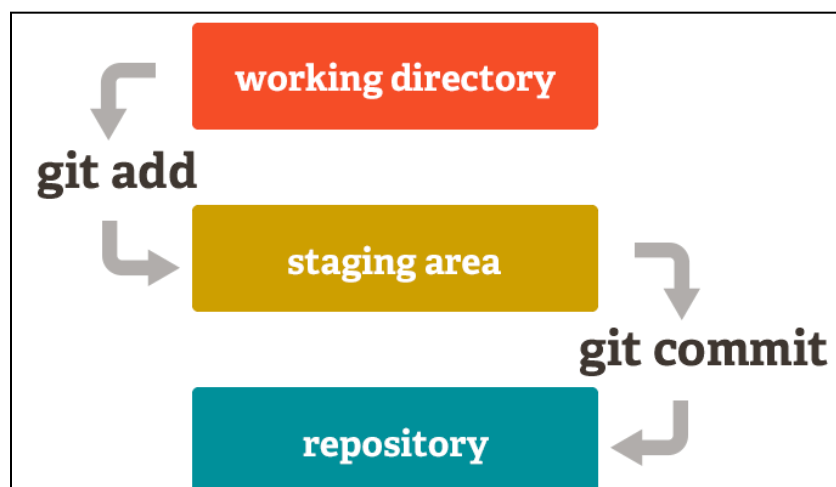 working directory
git add
staging area
git commit
repository